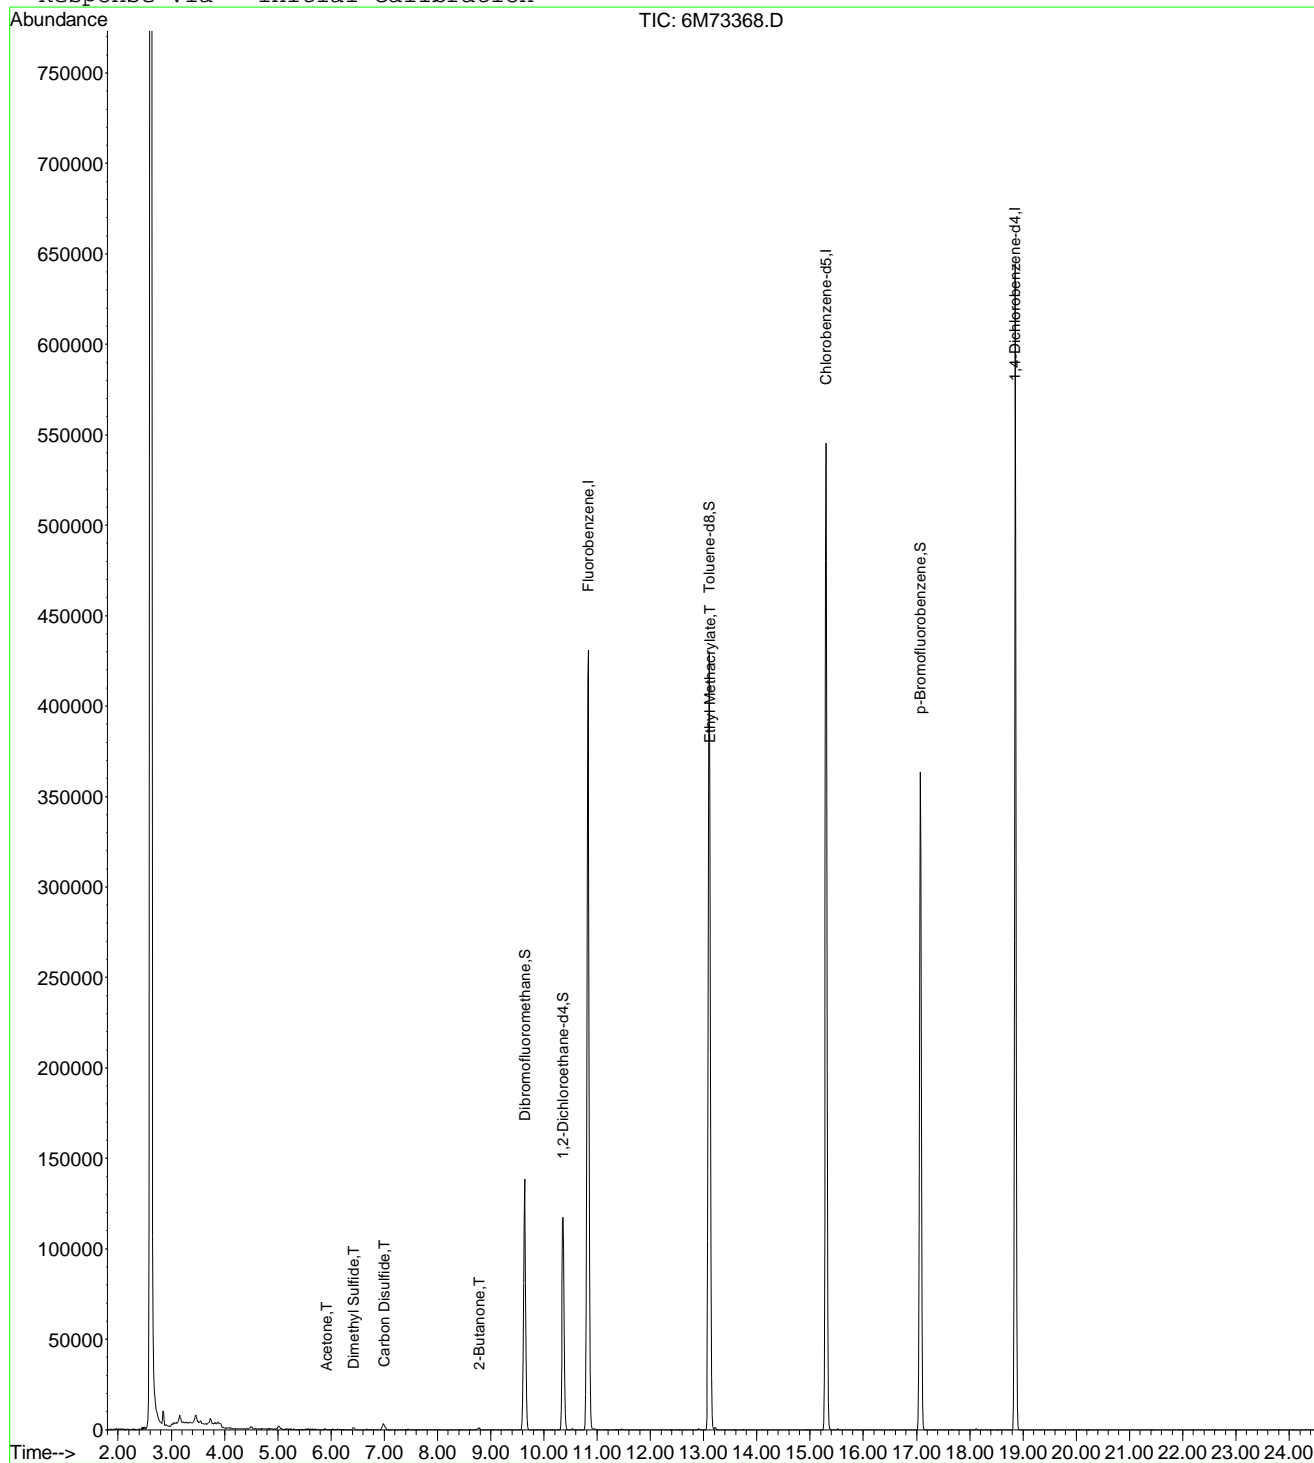 Response via : Initial Calibration
Abundance
TIC: 6M73368.D
750000
700000
650000
600000
550000
500000
450000
400000
350000
300000
250000
200000
150000
100000
50000
0
Acetone,T
Dimethyl Sulfide,T
Carbon Disulfide,T
2-Butanone,T
Dibromofluoromethane,S
1,2-Dichloroethane-d4,S
Fluorobenzene,I
Ethyl Methacrylate,T
Toluene-d8,S
Chlorobenzene-d5,I
p-Bromofluorobenzene,S
1,4-Dichlorobenzene-d4,I
Time--> 2.00 3.00 4.00 5.00 6.00 7.00 8.00 9.00 10.00 11.00 12.00 13.00 14.00 15.00 16.00 17.00 18.00 19.00 20.00 21.00 22.00 23.00 24.00